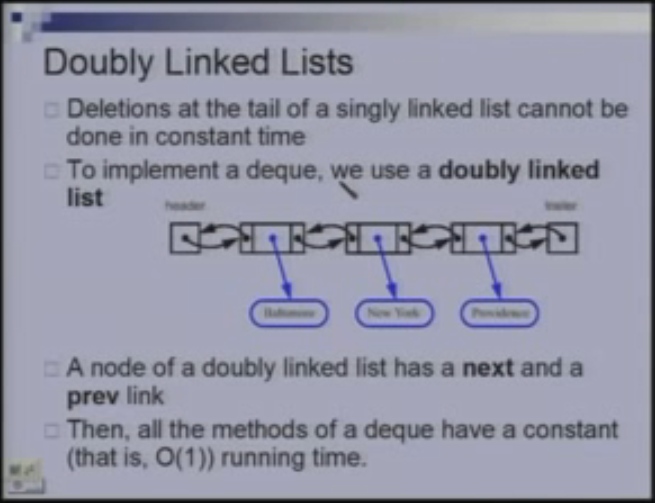 Doubly Linked Lists
Deletions at the tail of a singly linked list cannot be
done in constant time
To implement a deque, we use a doubly linked
list
header
trailer
Baltimore
New York
Providence
A node of a doubly linked list has a next and a
prev link
Then, all the methods of a deque have a constant
(that is, O(1)) running time.